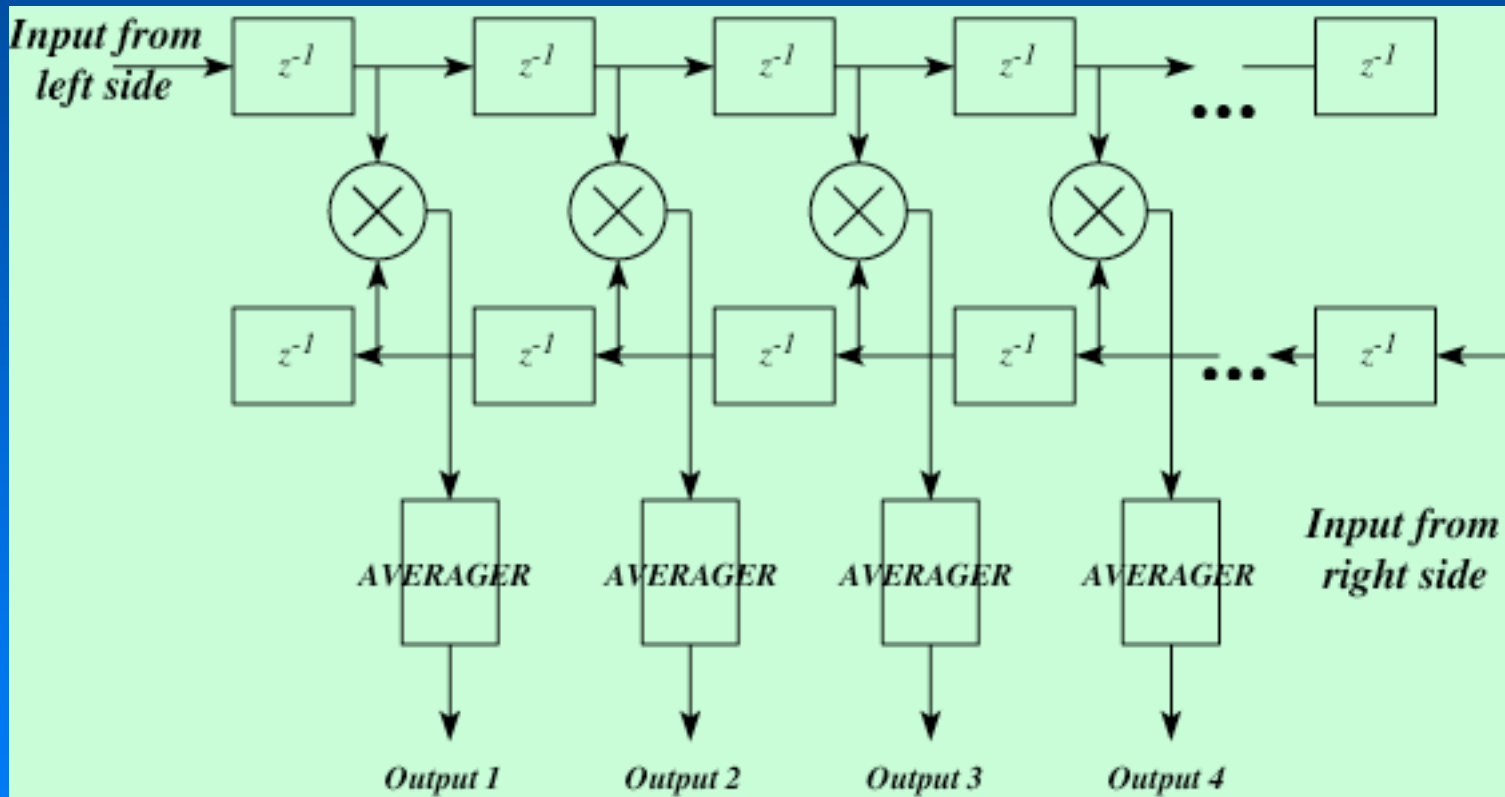 Input from
left side
z-1
z-1
z-1
z-1
z-1
z-1
z-1
z-1
z-1
z-1
AVERAGER
AVERAGER
AVERAGER
AVERAGER
Input from
right side
Output 1
Output 2
Output 3
Output 4